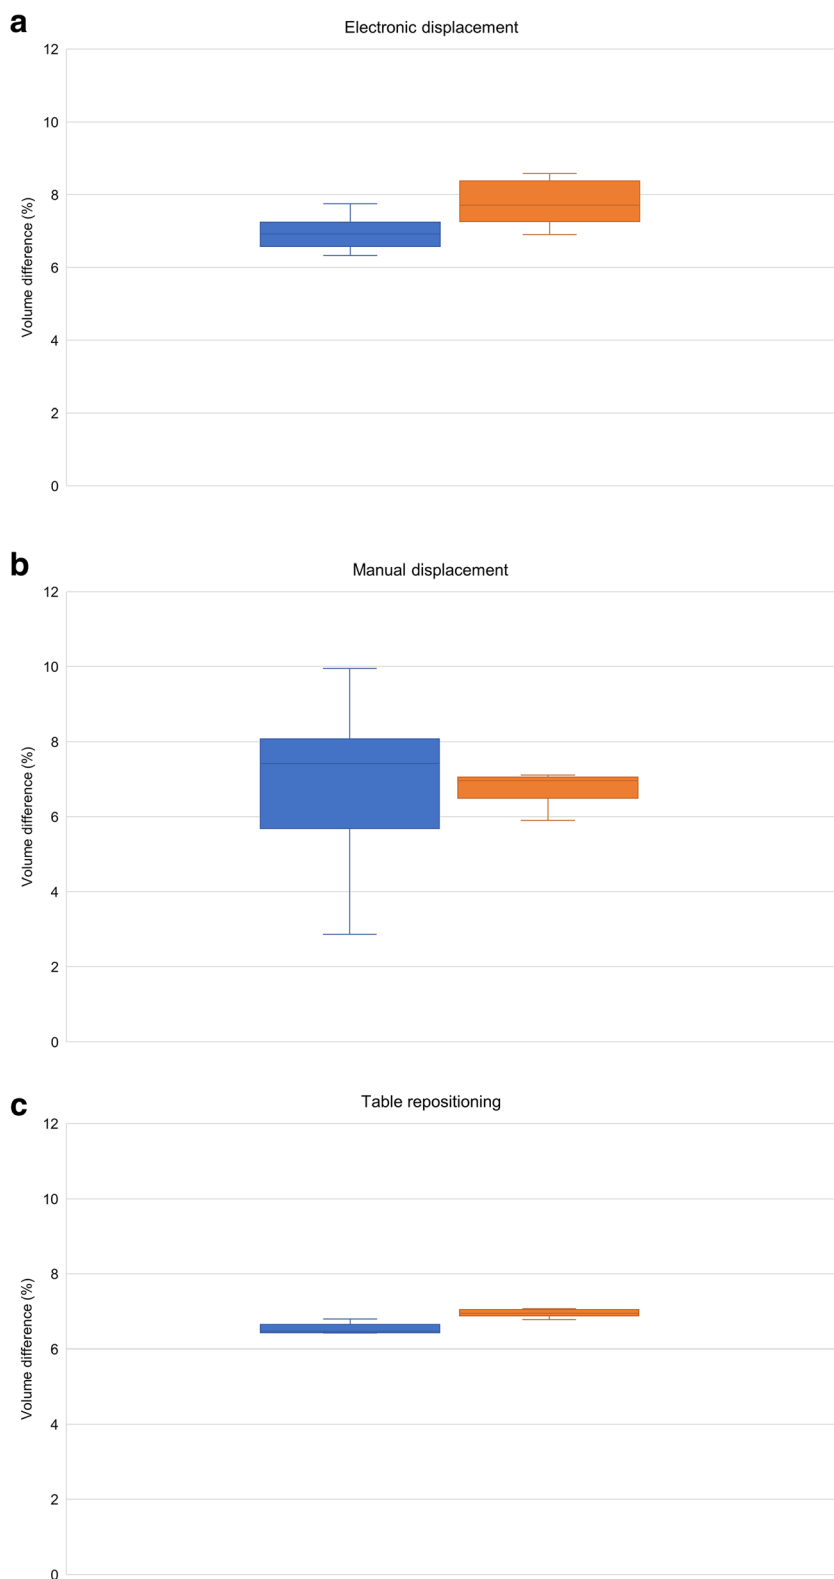 a
Electronic displacement
12
10
8
6
4
2
0
Volume difference (%)
b
Manual displacement
12
10
8
6
4
2
0
Volume difference (%)
c
Table repositioning
12
10
8
6
4
2
0
Volume difference (%)